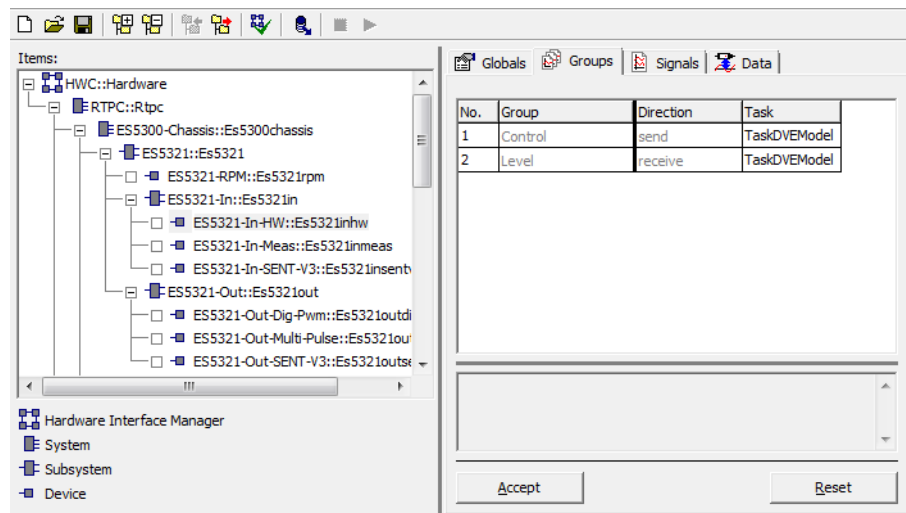 Items:
HWC::Hardware
RTPC::Rtpc
ES5300-Chassis::Es5300chassis
ES5321::Es5321
ES5321-RPM::Es5321rpm
ES5321-In::Es5321in
ES5321-In-HW::Es5321inhw
ES5321-In-Meas::Es5321inmeas
ES5321-In-SENT-V3::Es5321insentv
ES5321-Out::Es5321out
ES5321-Out-Dig-Pwm::Es5321outdi
ES5321-Out-Multi-Pulse::Es5321out
ES5321-Out-SENT-V3::Es5321outse
Hardware Interface Manager
System
Subsystem
Device
Globals Groups Signals Data
No. Group Direction Task
1 Control send TaskDVEModel
2 Level receive TaskDVEModel
Accept Reset